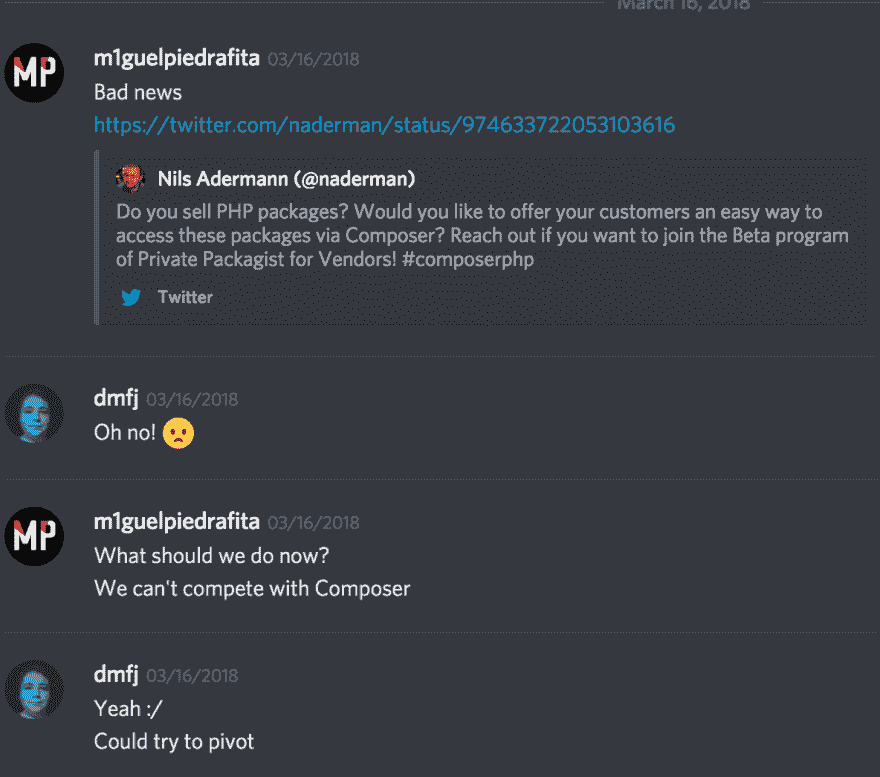 March 16, 2018
MP
m1guelpiedrafita 03/16/2018
Bad news
https://twitter.com/naderman/status/974633722053103616
Nils Adermann (@naderman)
Do you sell PHP packages? Would you like to offer your customers an easy way to
access these packages via Composer? Reach out if you want to join the Beta program
of Private Packagist for Vendors! #composerphp
Twitter
dmfj 03/16/2018
Oh no! 🙁
MP
m1guelpiedrafita 03/16/2018
What should we do now?
We can't compete with Composer
dmfj 03/16/2018
Yeah :/
Could try to pivot